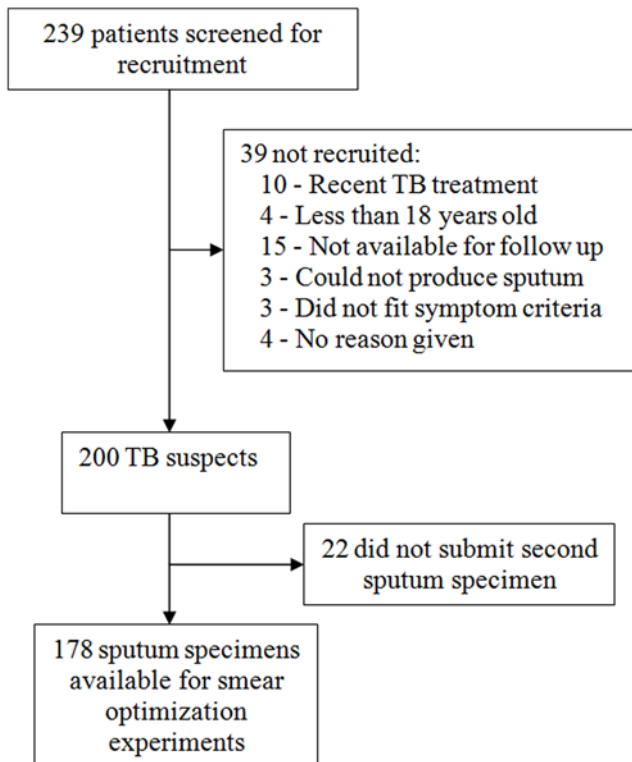 239 patients screened for
recruitment
39 not recruited:
10 - Recent TB treatment
4 - Less than 18 years old
15 - Not available for follow up
3 - Could not produce sputum
3 - Did not fit symptom criteria
4 - No reason given
200 TB suspects
22 did not submit second
sputum specimen
178 sputum specimens
available for smear
optimization
experiments